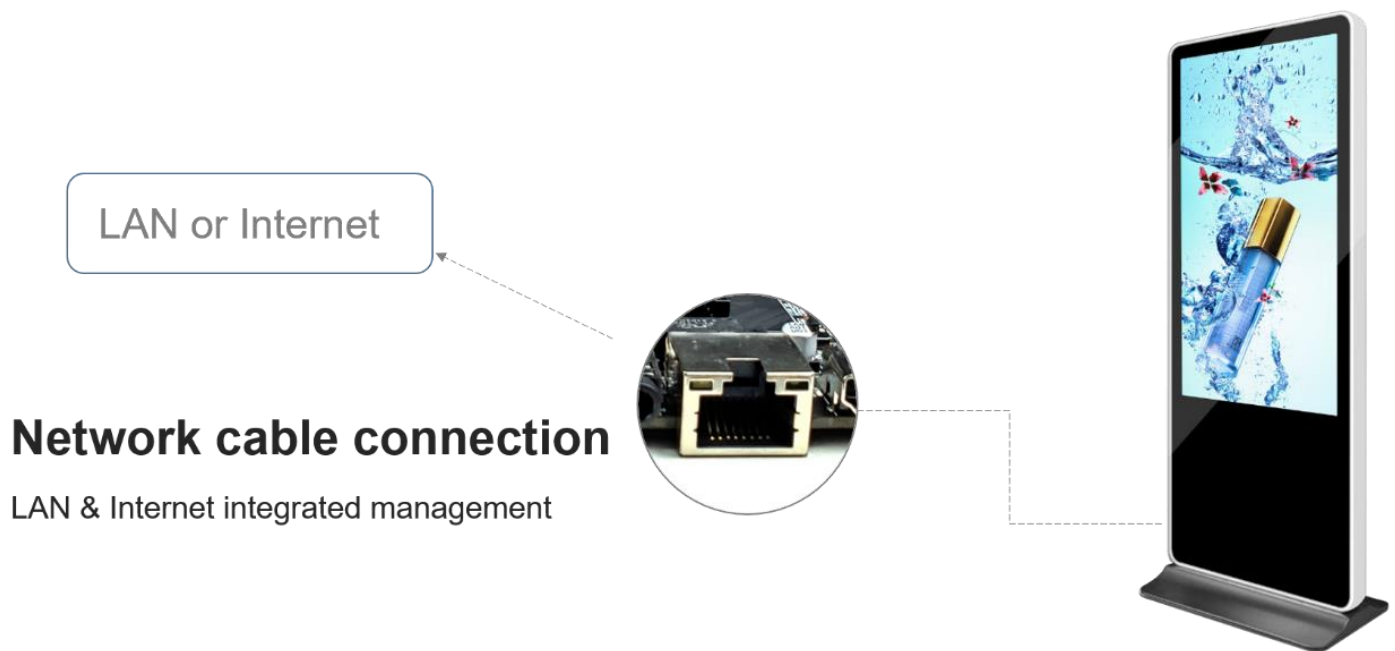 LAN or Internet
Network cable connection
LAN & Internet integrated management